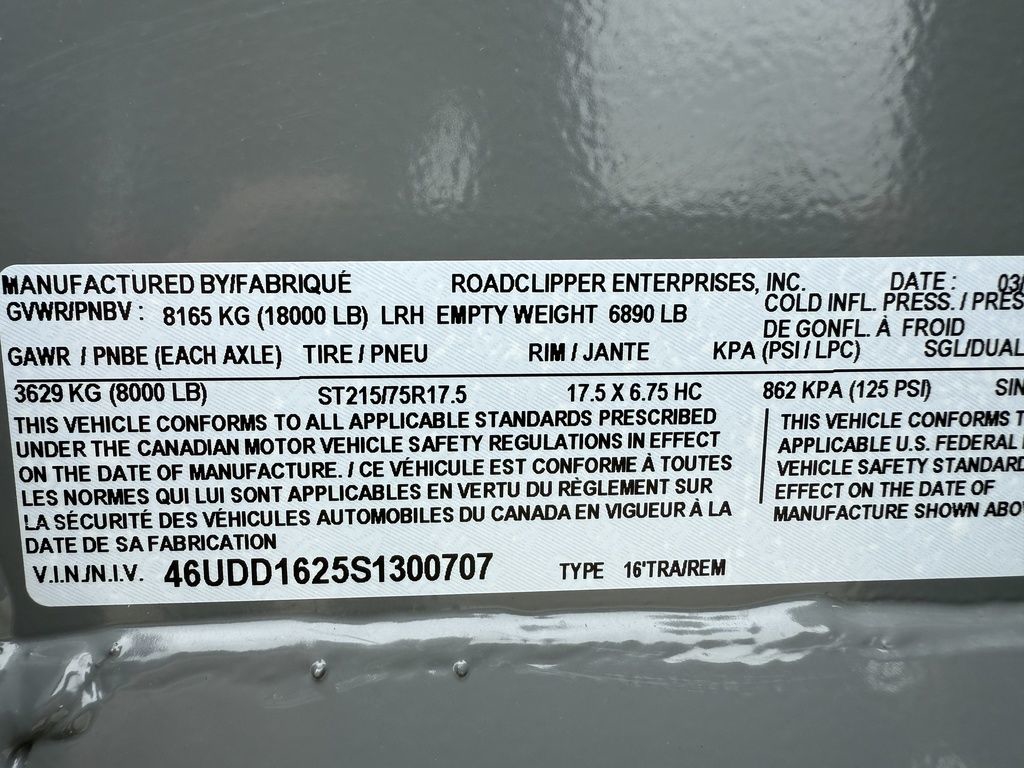 MANUFACTURED BY/FABRIQUÉ ROADCLIPPER ENTERPRISES, INC. DATE : 03/
GVWR/PNBV : 8165 KG (18000 LB) LRH EMPTY WEIGHT 6890 LB COLD INFL. PRESS. / PRES
DE GONFL. À FROID
GAWR / PNBE (EACH AXLE) TIRE / PNEU RIM / JANTE KPA (PSI / LPC) SGL/DUAL
3629 KG (8000 LB) ST215/75R17.5 17.5 X 6.75 HC 862 KPA (125 PSI) SIN
THIS VEHICLE CONFORMS TO ALL APPLICABLE STANDARDS PRESCRIBED
UNDER THE CANADIAN MOTOR VEHICLE SAFETY REGULATIONS IN EFFECT
ON THE DATE OF MANUFACTURE. / CE VÉHICULE EST CONFORME À TOUTES
LES NORMES QUI LUI SONT APPLICABLES EN VERTU DU RÈGLEMENT SUR
LA SÉCURITÉ DES VÉHICULES AUTOMOBILES DU CANADA EN VIGUEUR À LA
DATE DE SA FABRICATION
THIS VEHICLE CONFORMS T
APPLICABLE U.S. FEDERAL
VEHICLE SAFETY STANDARD
EFFECT ON THE DATE OF
MANUFACTURE SHOWN ABO
V.I.N./N.I.V. 46UDD1625S1300707 TYPE 16'TRA/REM